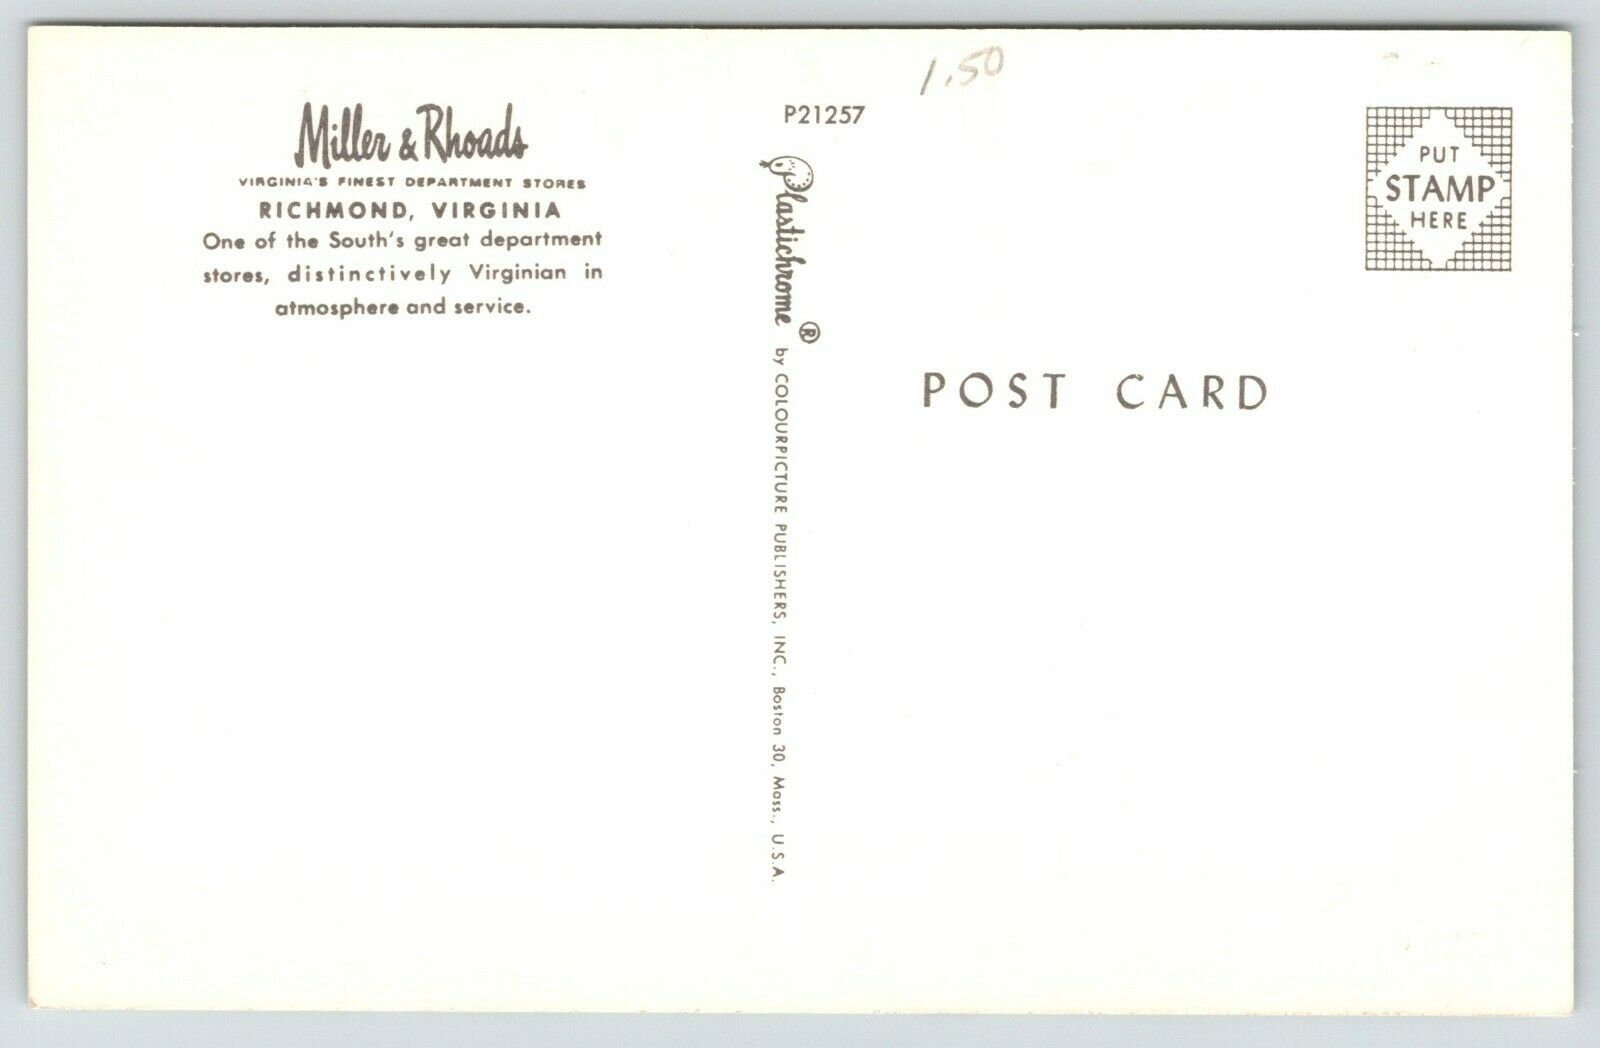 Miller & Rhoads
VIRGINIA'S FINEST DEPARTMENT STORES
RICHMOND, VIRGINIA
One of the South's great department
stores, distinctively Virginian in
atmosphere and service.
P21257
1.50
Plastichrome ® by COLOURPICTURE PUBLISHERS, INC., Boston 30, Mass., U.S.A.
PUT
STAMP
HERE
POST CARD